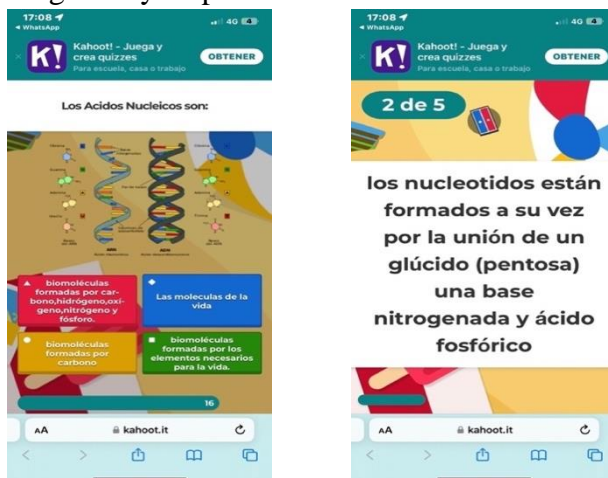 17:08
WhatsApp
4G
K!
Kahoot! - Juega y
crea quizzes
Para escuela, casa o trabajo
OBTENER
Los Acidos Nucleicos son:
biomoléculas
formadas por car-
bono,hidrógeno,oxí-
geno,nitrógeno y
fósforo.
Las moleculas de la
vida
biomoléculas
formadas por
carbono
biomoléculas
formadas por los
elementos necesarios
para la vida.
16
AA
kahoot.it
17:08
WhatsApp
4G
K!
Kahoot! - Juega y
crea quizzes
Para escuela, casa o trabajo
OBTENER
2 de 5
los nucleotidos están
formados a su vez
por la unión de un
glúcido (pentosa)
una base
nitrogenada y ácido
fosfórico
AA
kahoot.it